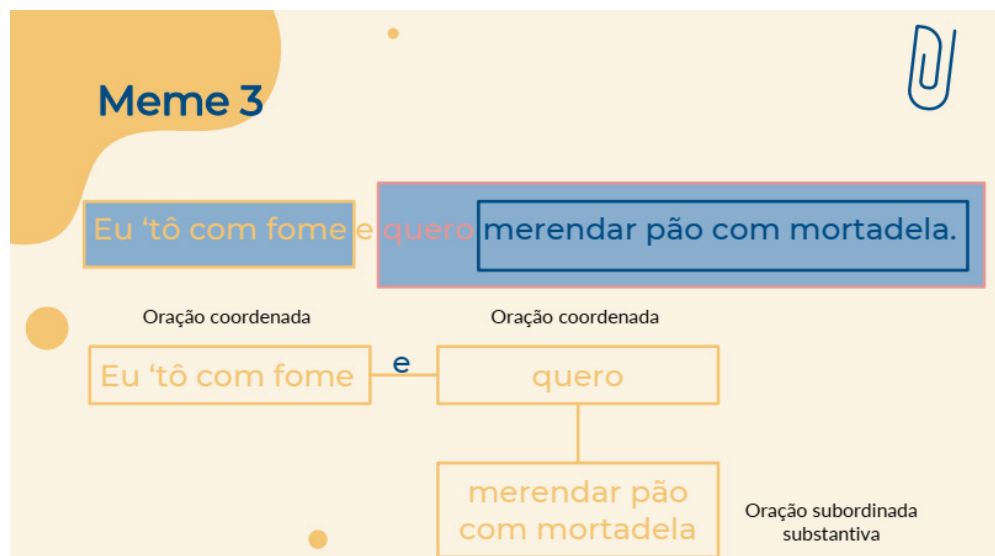 Meme 3
Eu ‘tô com fome e quero merendar pão com mortadela.
Oração coordenada
Oração coordenada
Eu ‘tô com fome
e
quero
merendar pão
com mortadela
Oração subordinada
substantiva